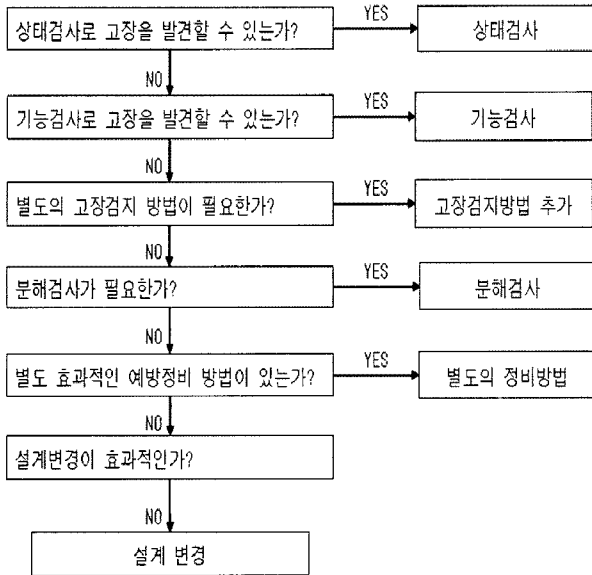 상태검사로 고장을 발견할 수 있는가?
YES
상태검사
NO
기능검사로 고장을 발견할 수 있는가?
YES
기능검사
NO
별도의 고장검지 방법이 필요한가?
YES
고장검지방법 추가
NO
분해검사가 필요한가?
YES
분해검사
NO
별도 효과적인 예방정비 방법이 있는가?
YES
별도의 정비방법
NO
설계변경이 효과적인가?
NO
설계 변경